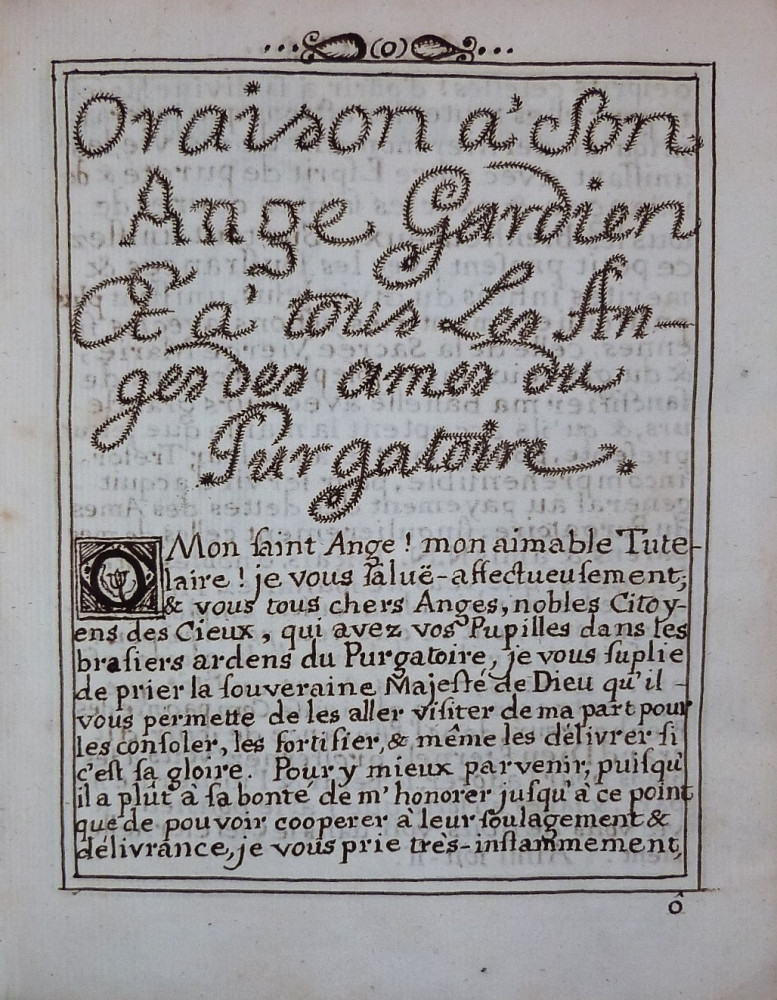 (O)
Oraison à son
Ange Gardien
Et à tous Les An-
ges des ames du
Purgatoire.
O Mon saint Ange ! mon aimable Tute-
laire ! je vous saluë-affectueusement;
& vous tous chers Anges, nobles Citoy-
ens des Cieux, qui avez vos Pupilles dans les
brasiers ardens du Purgatoire, je vous suplie
de prier la souveraine Majesté de Dieu qu'il -
vous permette de les aller visiter de ma part pour
les consoler, les fortifier, & même les délivrer si
c'est sa gloire. Pour y mieux parvenir, puisqu'
il a plût à sa bonté de m'honorer jusqu'à ce point
que de pouvoir cooperer à leur soulagement &
délivrance, je vous prie très-instammement,
ô